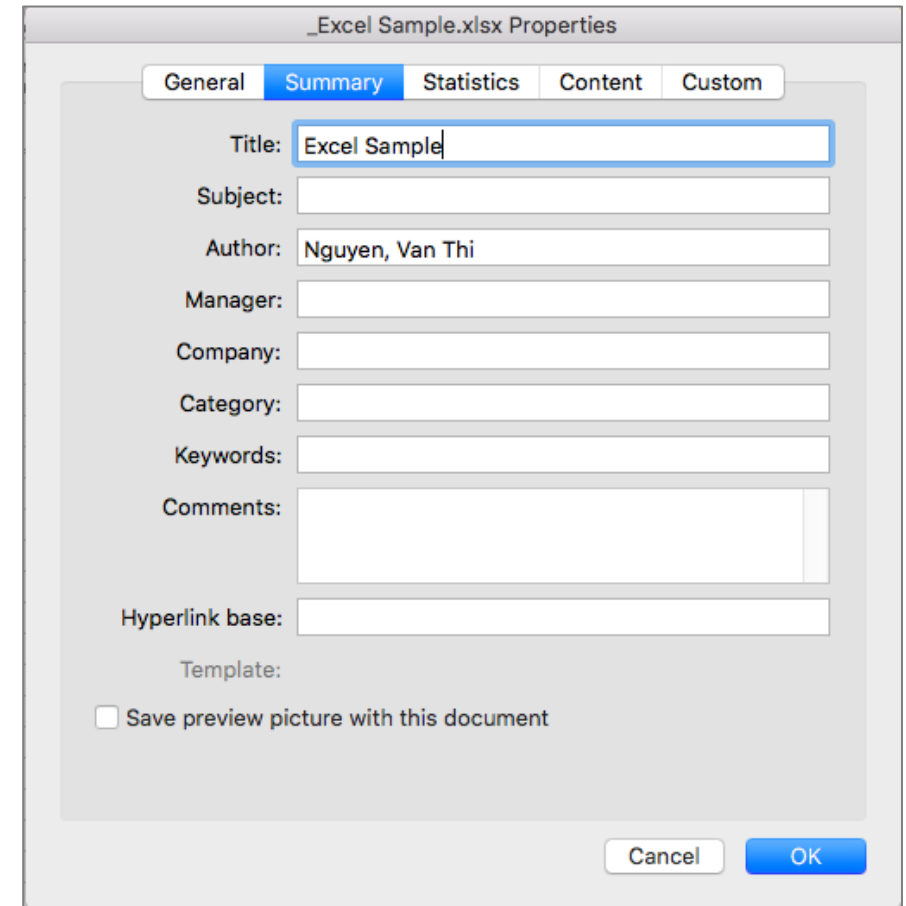 _Excel Sample.xlsx Properties
General Summary Statistics Content Custom
Title: Excel Sample
Subject:
Author: Nguyen, Van Thi
Manager:
Company:
Category:
Keywords:
Comments:
Hyperlink base:
Template:
Save preview picture with this document
Cancel OK